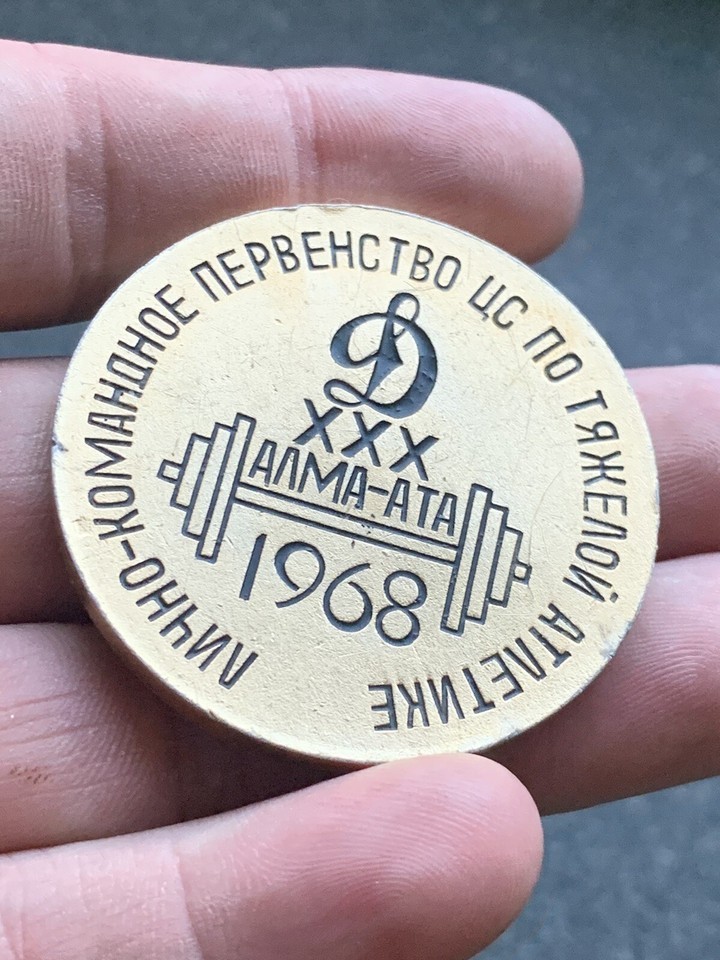 ЛИЧНО-КОМАНДНОЕ ПЕРВЕНСТВО ЦС ПО ТЯЖЕЛОЙ АТЛЕТИКЕ
Д
XXX
АЛМА-АТА
1968